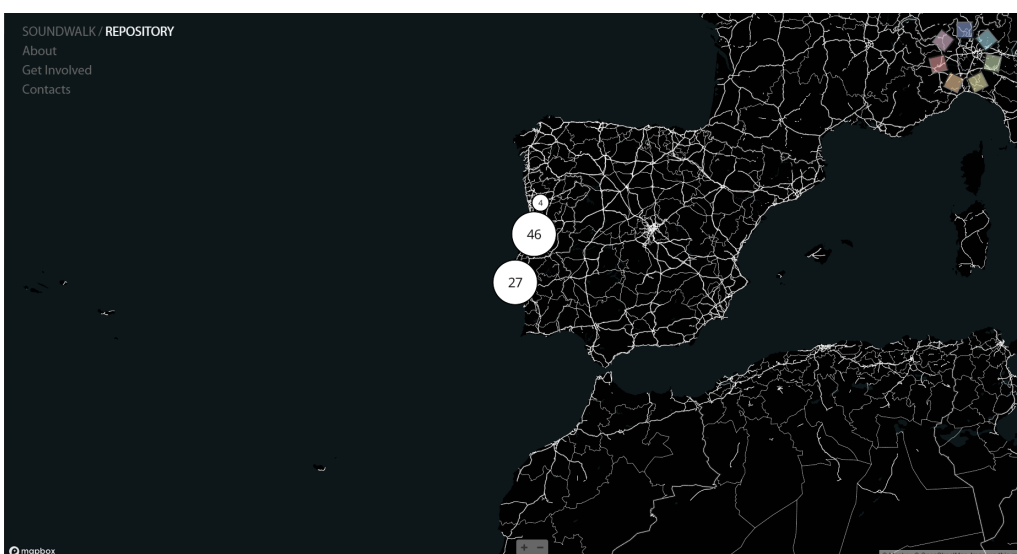 SOUNDWALK / REPOSITORY
About
Get Involved
Contacts
4
46
27
+ −
mapbox